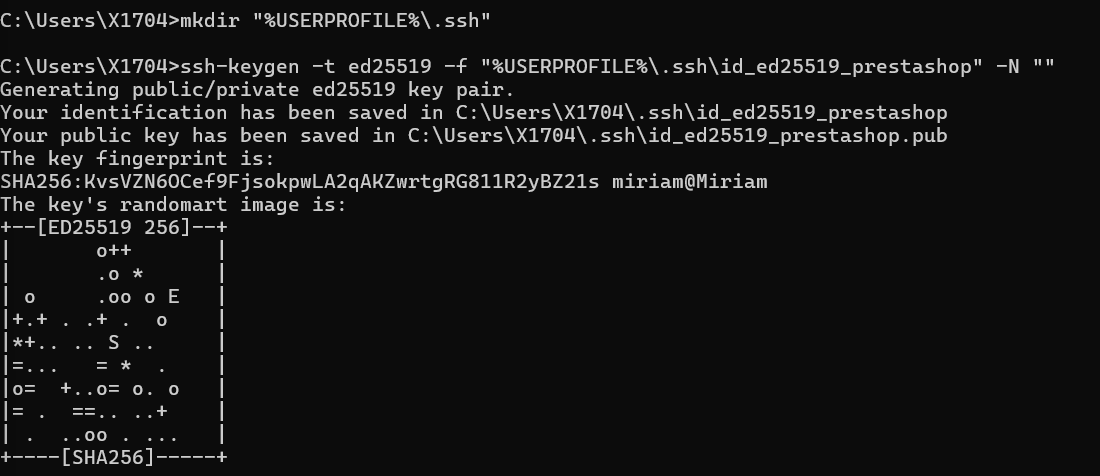 C:\Users\X1704>mkdir "%USERPROFILE%\.ssh"

C:\Users\X1704>ssh-keygen -t ed25519 -f "%USERPROFILE%\.ssh\id_ed25519_prestashop" -N ""
Generating public/private ed25519 key pair.
Your identification has been saved in C:\Users\X1704\.ssh\id_ed25519_prestashop
Your public key has been saved in C:\Users\X1704\.ssh\id_ed25519_prestashop.pub
The key fingerprint is:
SHA256:KvsVZN6OCef9FjsokpwLA2qAKZwrtgRG811R2yBZ21s miriam@Miriam
The key's randomart image is:
+--[ED25519 256]--+
|       o++       |
|       .o *      |
| o     .oo o E   |
|+.+ . .+ .  o    |
|*+.. .. S ..     |
|=...   = *  .    |
|o=  +..o= o. o   |
|= .  ==.. ..+    |
| .  ..oo . ...   |
+----[SHA256]-----+